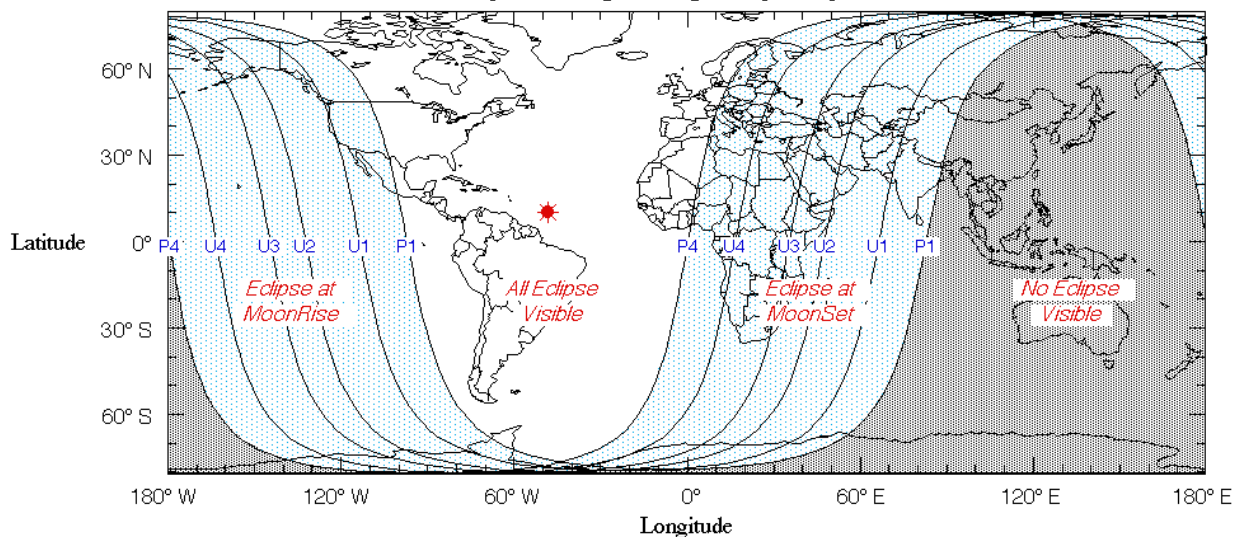 60° N
30° N
Latitude
0°
P4 U4 U3 U2 U1 P1 P4 U4 U3 U2 U1 P1
Eclipse at
MoonRise
All Eclipse
Visible
Eclipse at
MoonSet
No Eclipse
Visible
30° S
60° S
180° W 120° W 60° W 0° 60° E 120° E 180° E
Longitude